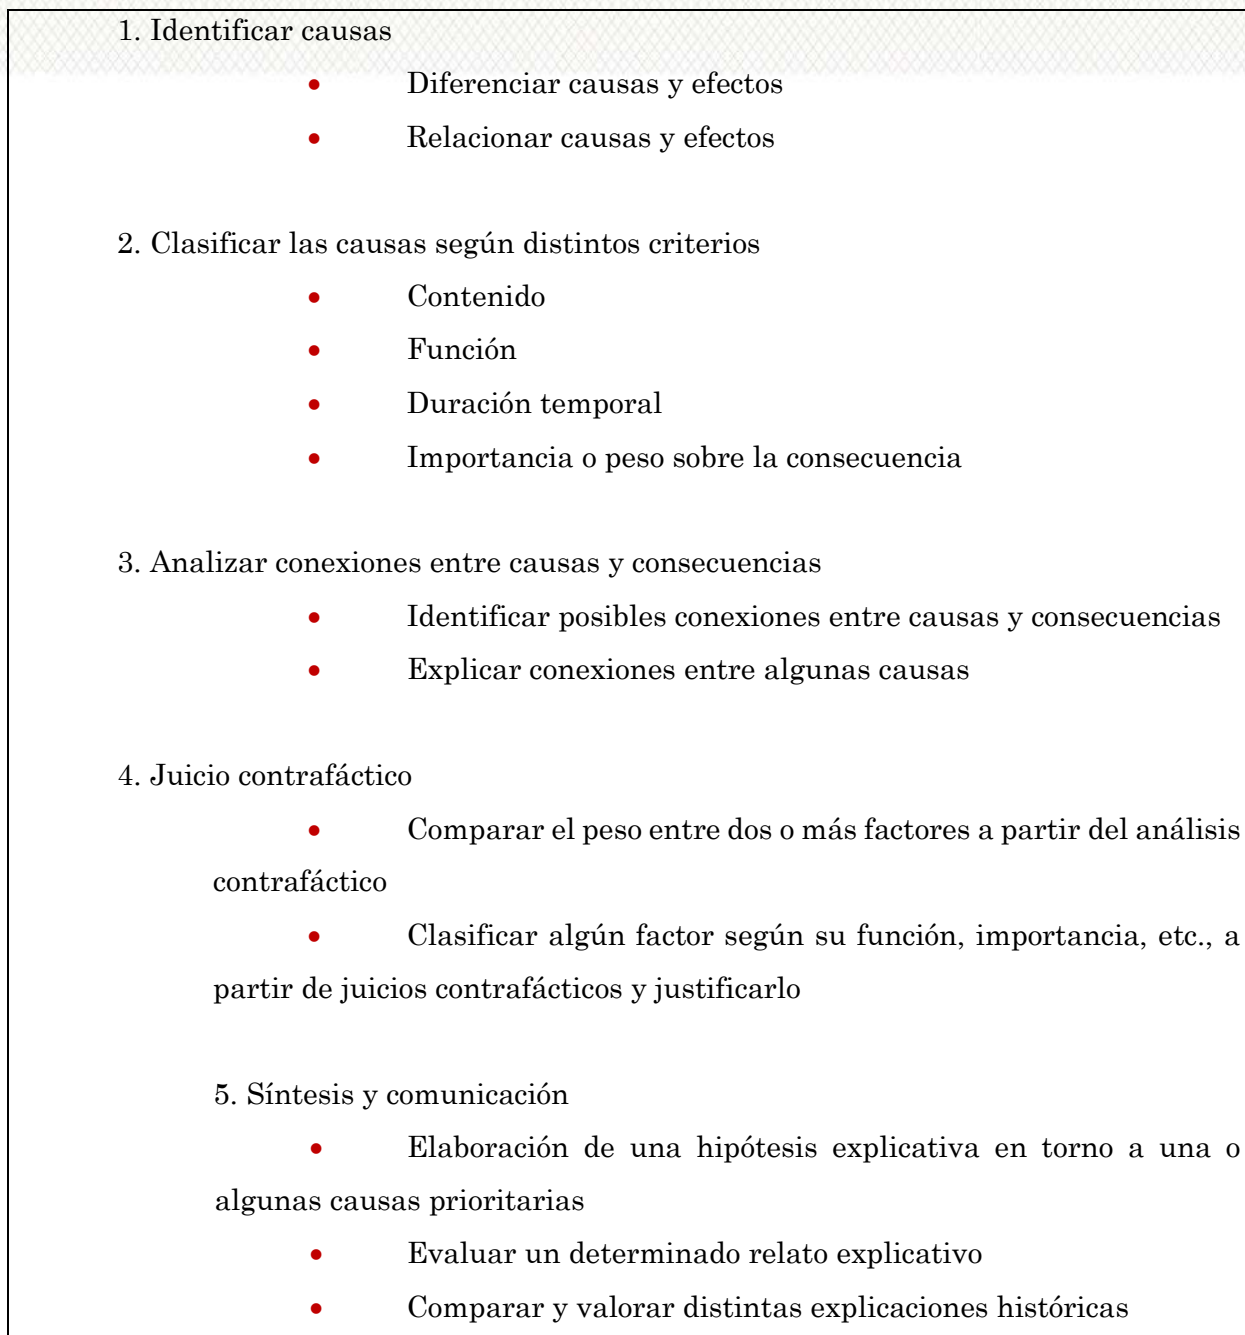 1. Identificar causas
• Diferenciar causas y efectos
• Relacionar causas y efectos
2. Clasificar las causas según distintos criterios
• Contenido
• Función
• Duración temporal
• Importancia o peso sobre la consecuencia
3. Analizar conexiones entre causas y consecuencias
• Identificar posibles conexiones entre causas y consecuencias
• Explicar conexiones entre algunas causas
4. Juicio contrafáctico
• Comparar el peso entre dos o más factores a partir del análisis
contrafáctico
• Clasificar algún factor según su función, importancia, etc., a
partir de juicios contrafácticos y justificarlo
5. Síntesis y comunicación
• Elaboración de una hipótesis explicativa en torno a una o
algunas causas prioritarias
• Evaluar un determinado relato explicativo
• Comparar y valorar distintas explicaciones históricas